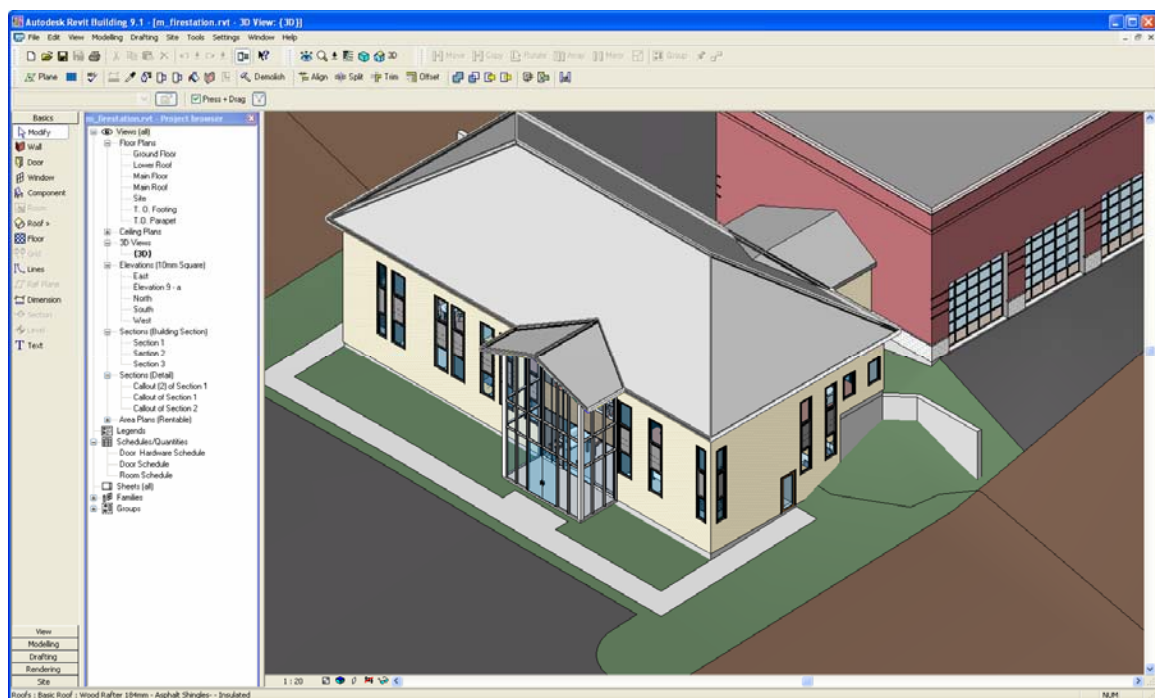 Autodesk Revit Building 9.1 - [m_firestation.rvt - 3D View: {3D}]
File Edit View Modelling Drafting Site Tools Settings Window Help
3D Move Copy Rotate Array Mirror Group
Plane Demolish Align Split Trim Offset
Press + Drag
Basics
Modify
Wall
Door
Window
Component
Room
Roof »
Floor
Grid
Lines
Ref Plane
Dimension
Section
Level
Text
View
Modelling
Drafting
Rendering
Site
m_firestation.rvt - Project browser
Views (all)
Floor Plans
Ground Floor
Lower Roof
Main Floor
Main Roof
Site
T. O. Footing
T.O. Parapet
Ceiling Plans
3D Views
{3D}
Elevations (10mm Square)
East
Elevation 9 - a
North
South
West
Sections (Building Section)
Section 1
Section 2
Section 3
Sections (Detail)
Callout (2) of Section 1
Callout of Section 1
Callout of Section 2
Area Plans (Rentable)
Legends
Schedules/Quantities
Door Hardware Schedule
Door Schedule
Room Schedule
Sheets (all)
Families
Groups
1 : 20
Roofs : Basic Roof : Wood Rafter 184mm - Asphalt Shingles- - Insulated
NUM